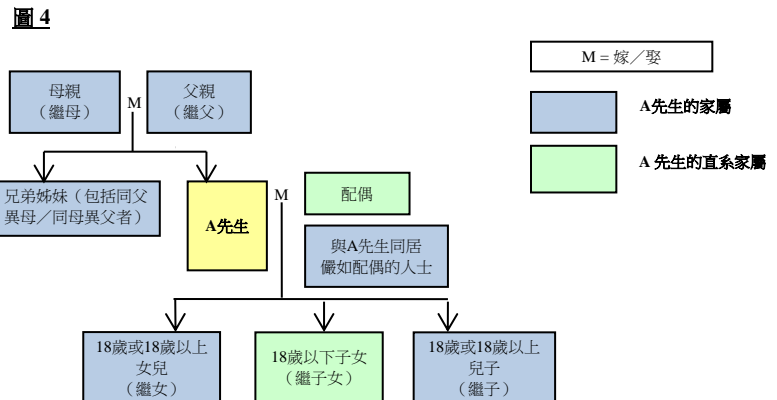 圖 4
M = 嫁／娶
母親
（繼母）
M
父親
（繼父）
A先生的家屬
A 先生的直系家屬
兄弟姊妹（包括同父
異母／同母異父者）
A先生
M
配偶
與A先生同居
儼如配偶的人士
18歲或18歲以上
女兒
（繼女）
18歲以下子女
（繼子女）
18歲或18歲以上
兒子
（繼子）